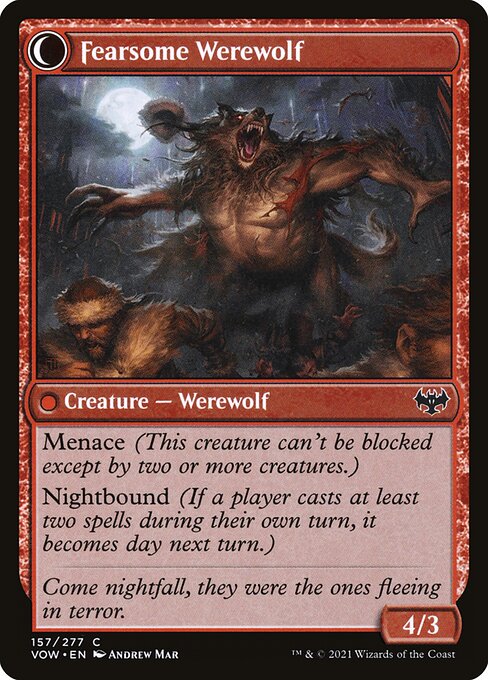 Fearsome Werewolf
Creature — Werewolf
Menace (This creature can't be blocked
except by two or more creatures.)
Nightbound (If a player casts at least
two spells during their own turn, it
becomes day next turn.)
Come nightfall, they were the ones fleeing
in terror.
4/3
157/277 C
VOW • EN Andrew Mar
™ & © 2021 Wizards of the Coast